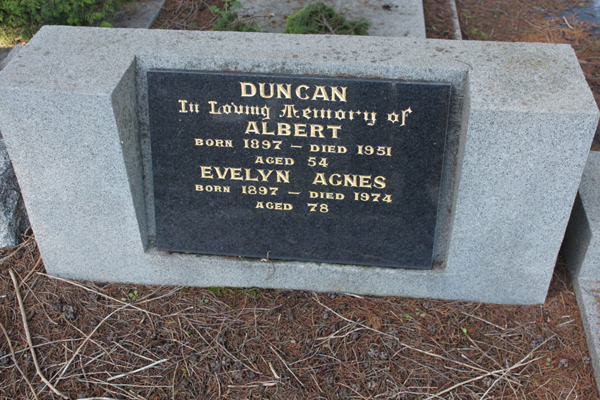 DUNCAN
In Loving Memory of
ALBERT
BORN 1897 – DIED 1951
AGED 54
EVELYN AGNES
BORN 1897 – DIED 1974
AGED 78